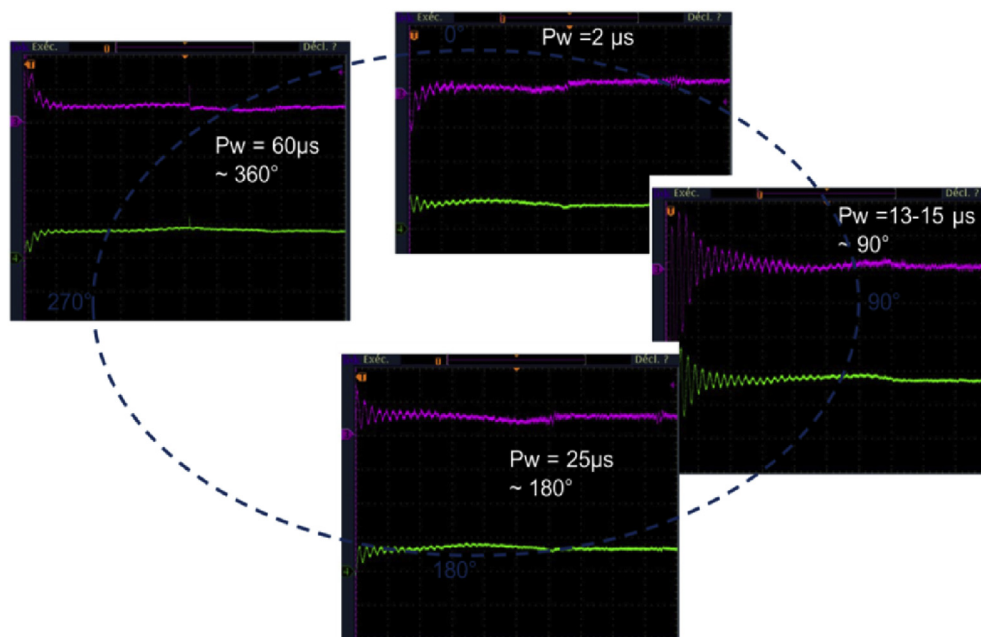 Exéc.
Décl. ?
0°
Pw =2 µs
Exéc.
Décl. ?
Pw = 60µs
~ 360°
270°
Exéc.
Décl. ?
Pw =13-15 µs
~ 90°
90°
Exéc.
Décl. ?
Pw = 25µs
~ 180°
180°